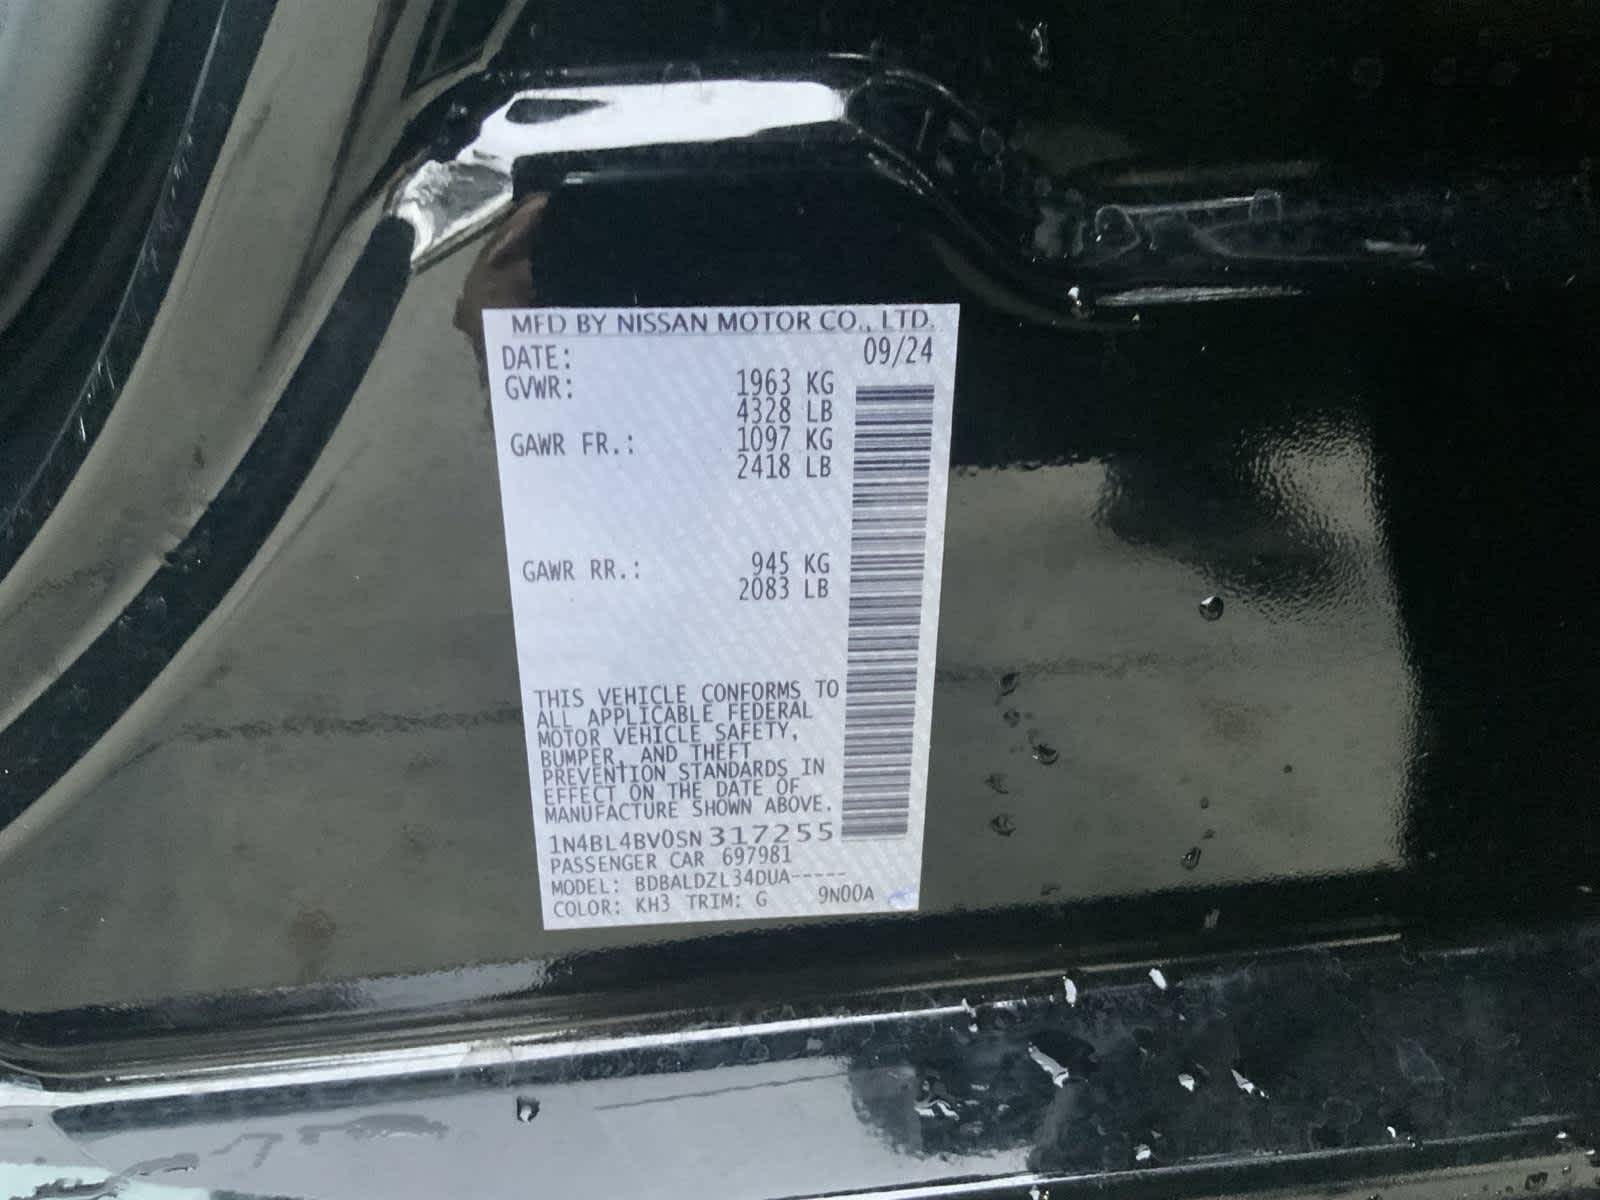 MFD BY NISSAN MOTOR CO., LTD.
DATE: 09/24
GVWR: 1963 KG
4328 LB
GAWR FR.: 1097 KG
2418 LB
GAWR RR.: 945 KG
2083 LB
THIS VEHICLE CONFORMS TO
ALL APPLICABLE FEDERAL
MOTOR VEHICLE SAFETY,
BUMPER, AND THEFT
PREVENTION STANDARDS IN
EFFECT ON THE DATE OF
MANUFACTURE SHOWN ABOVE.
1N4BL4BV0SN317255
PASSENGER CAR 697981
MODEL: BDBALDZL34DUA-----
COLOR: KH3 TRIM: G 9N00A